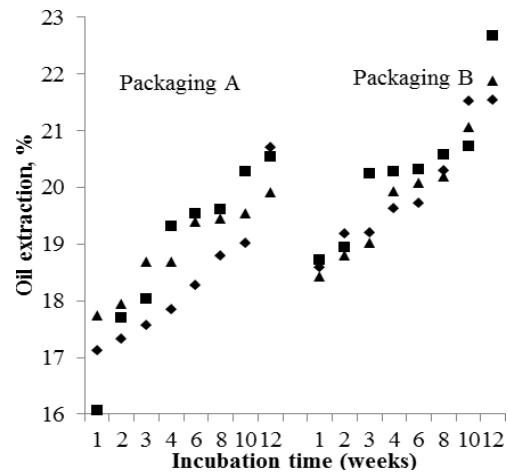 23
22
21
20
19
18
17
16
Oil extraction, %
Packaging A
Packaging B
1 2 3 4 6 8 10 12 1 2 3 4 6 8 10 12
Incubation time (weeks)